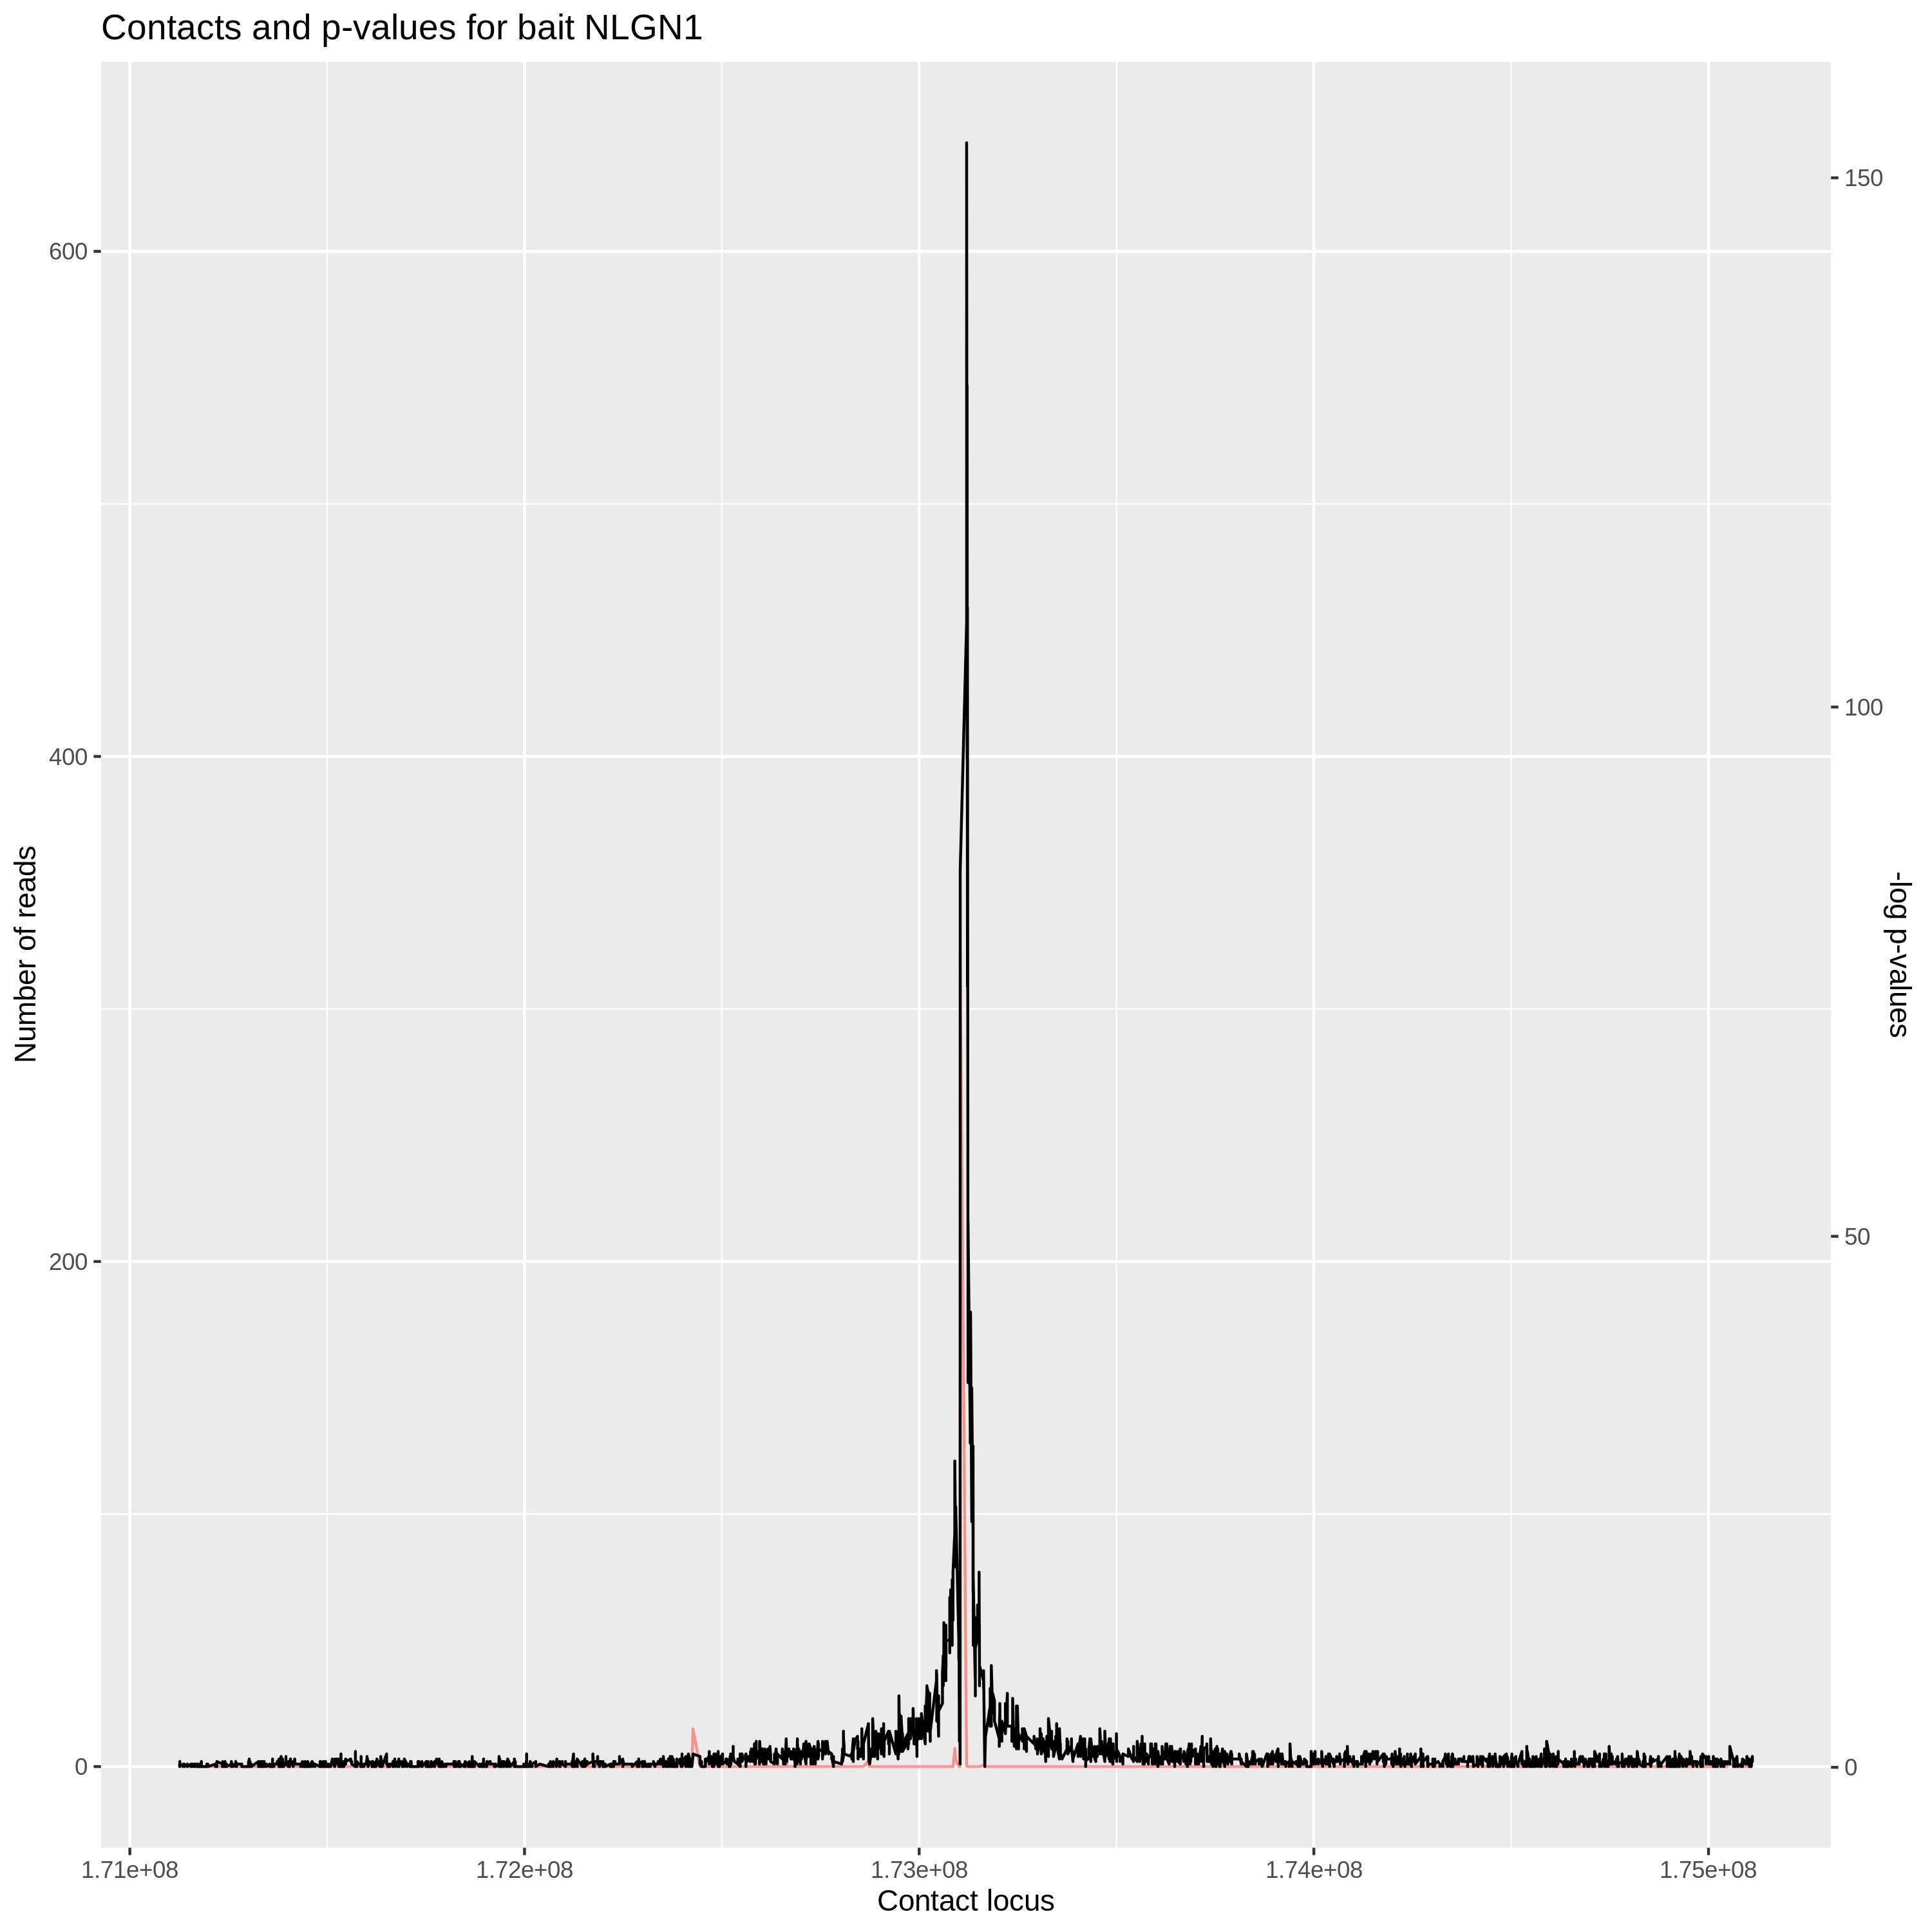 Contacts and p-values for bait NLGN1
600
400
200
0
Number of reads
150
100
50
0
-log p-values
1.71e+08 1.72e+08 1.73e+08 1.74e+08 1.75e+08
Contact locus